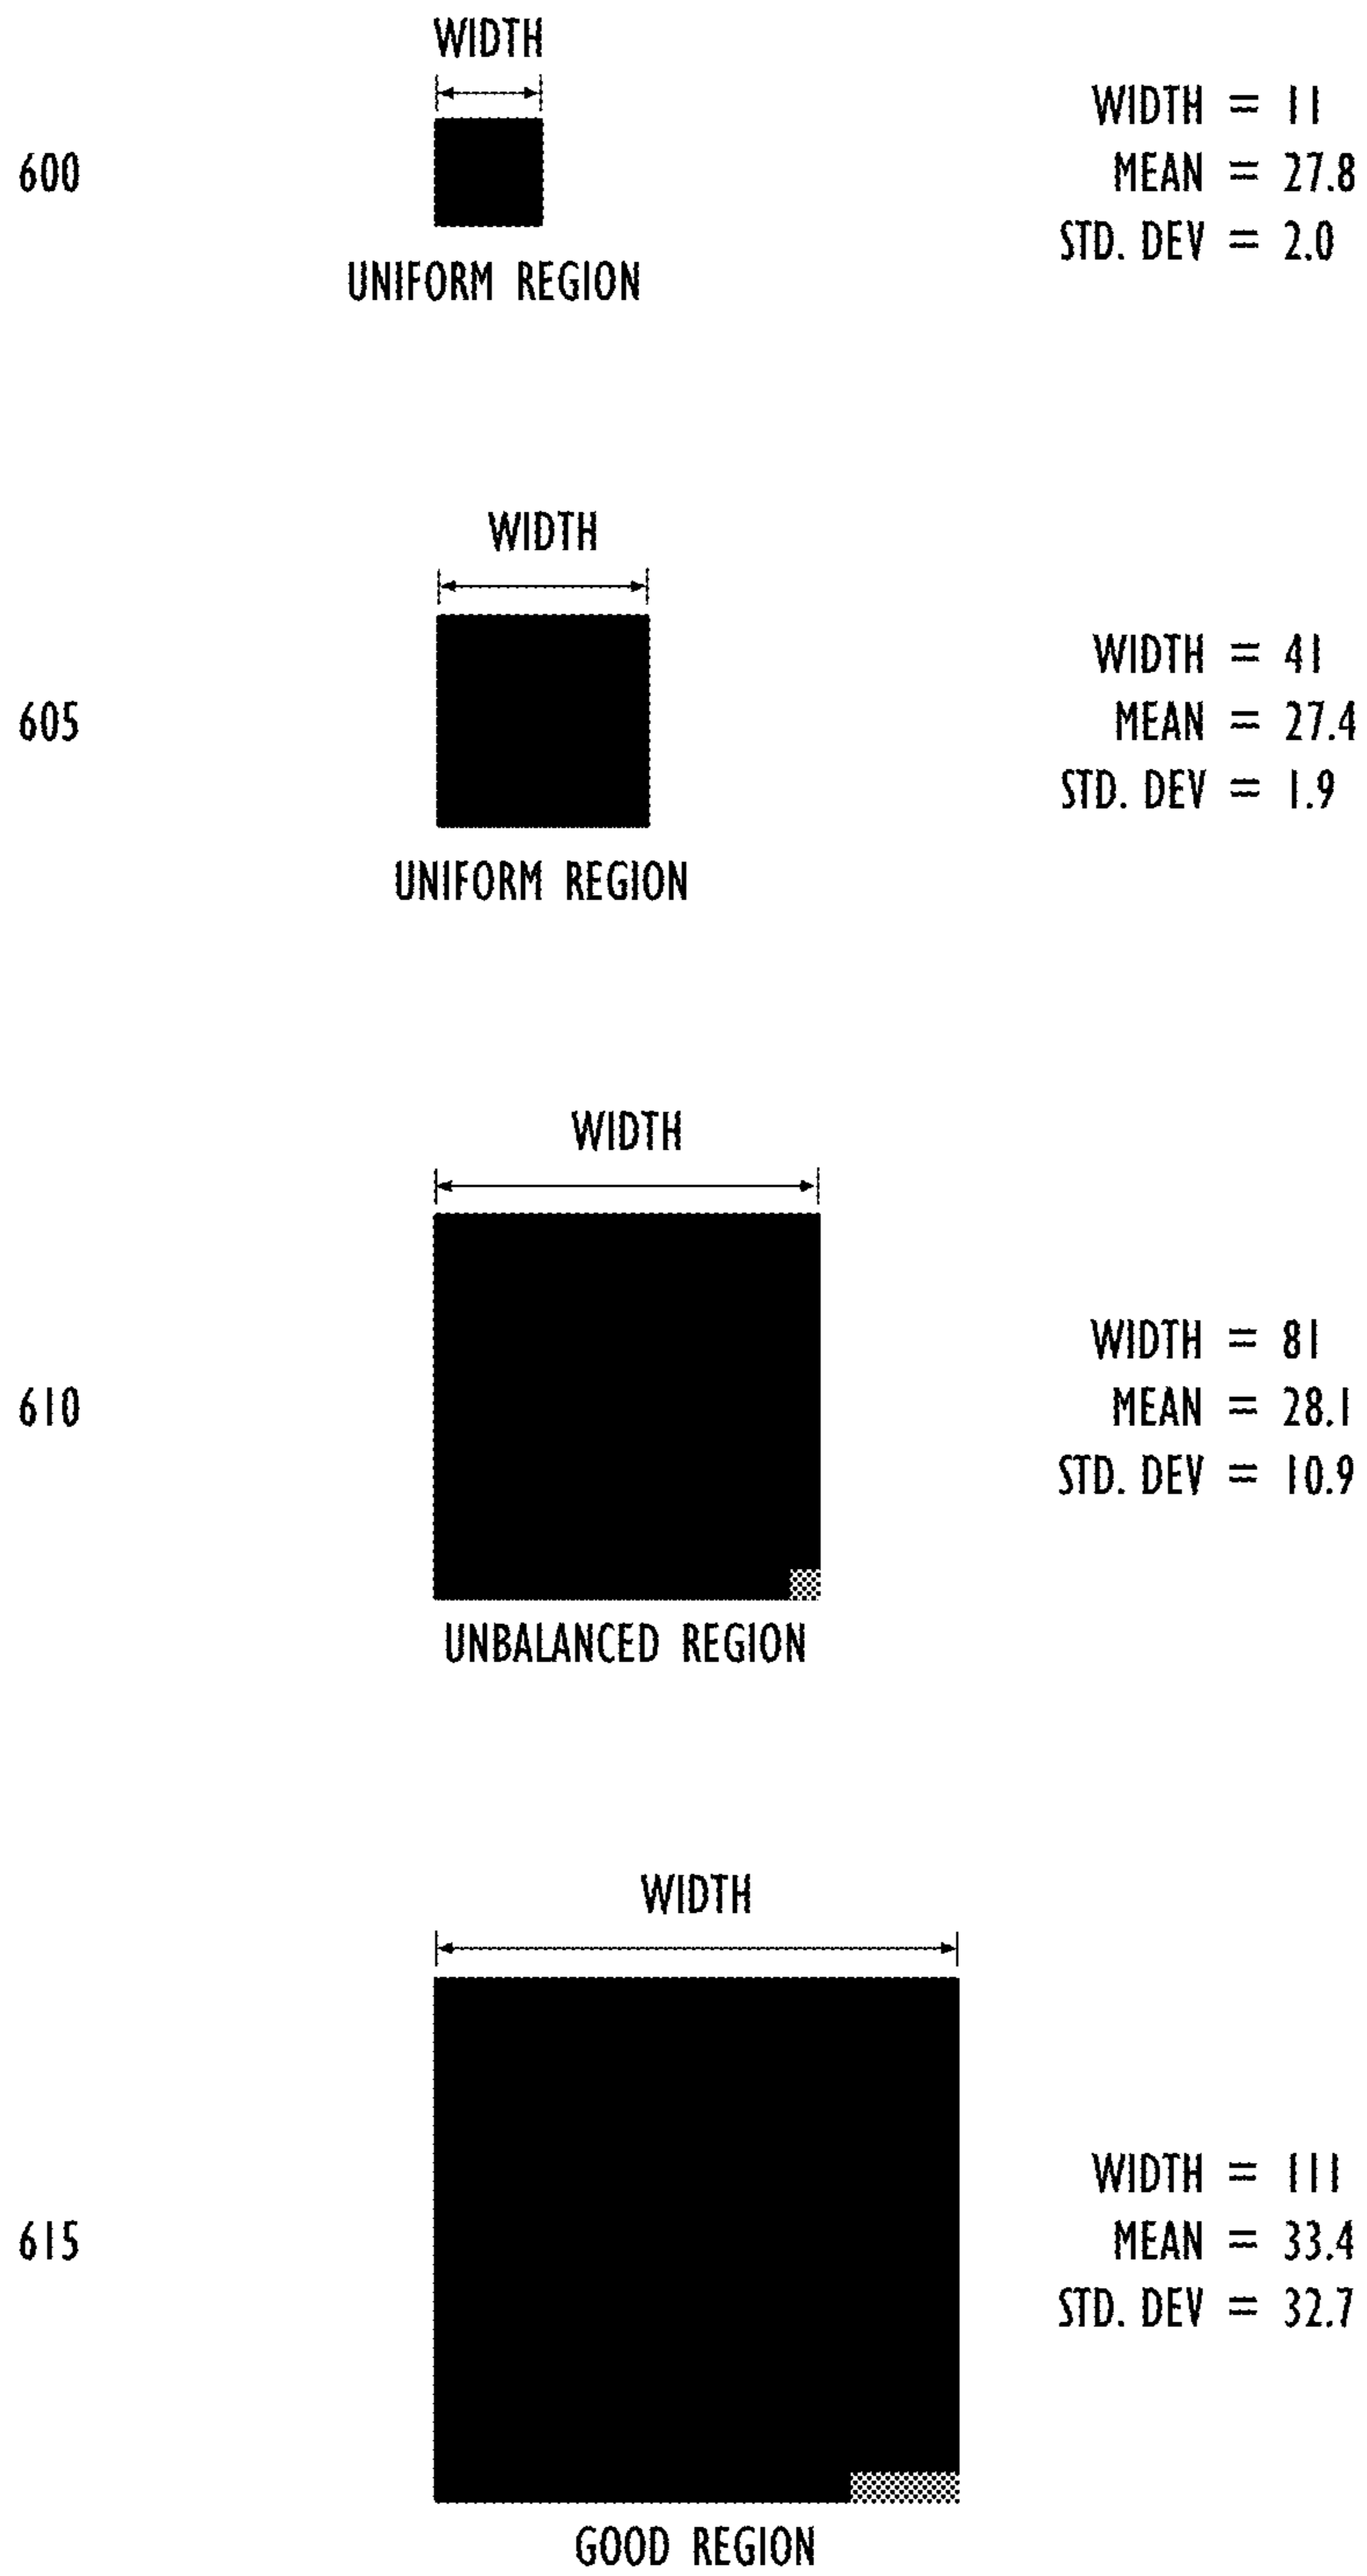 WIDTH
600
WIDTH = 11
MEAN = 27.8
STD. DEV = 2.0
UNIFORM REGION
WIDTH
605
WIDTH = 41
MEAN = 27.4
STD. DEV = 1.9
UNIFORM REGION
WIDTH
610
WIDTH = 81
MEAN = 28.1
STD. DEV = 10.9
UNBALANCED REGION
WIDTH
615
WIDTH = 111
MEAN = 33.4
STD. DEV = 32.7
GOOD REGION